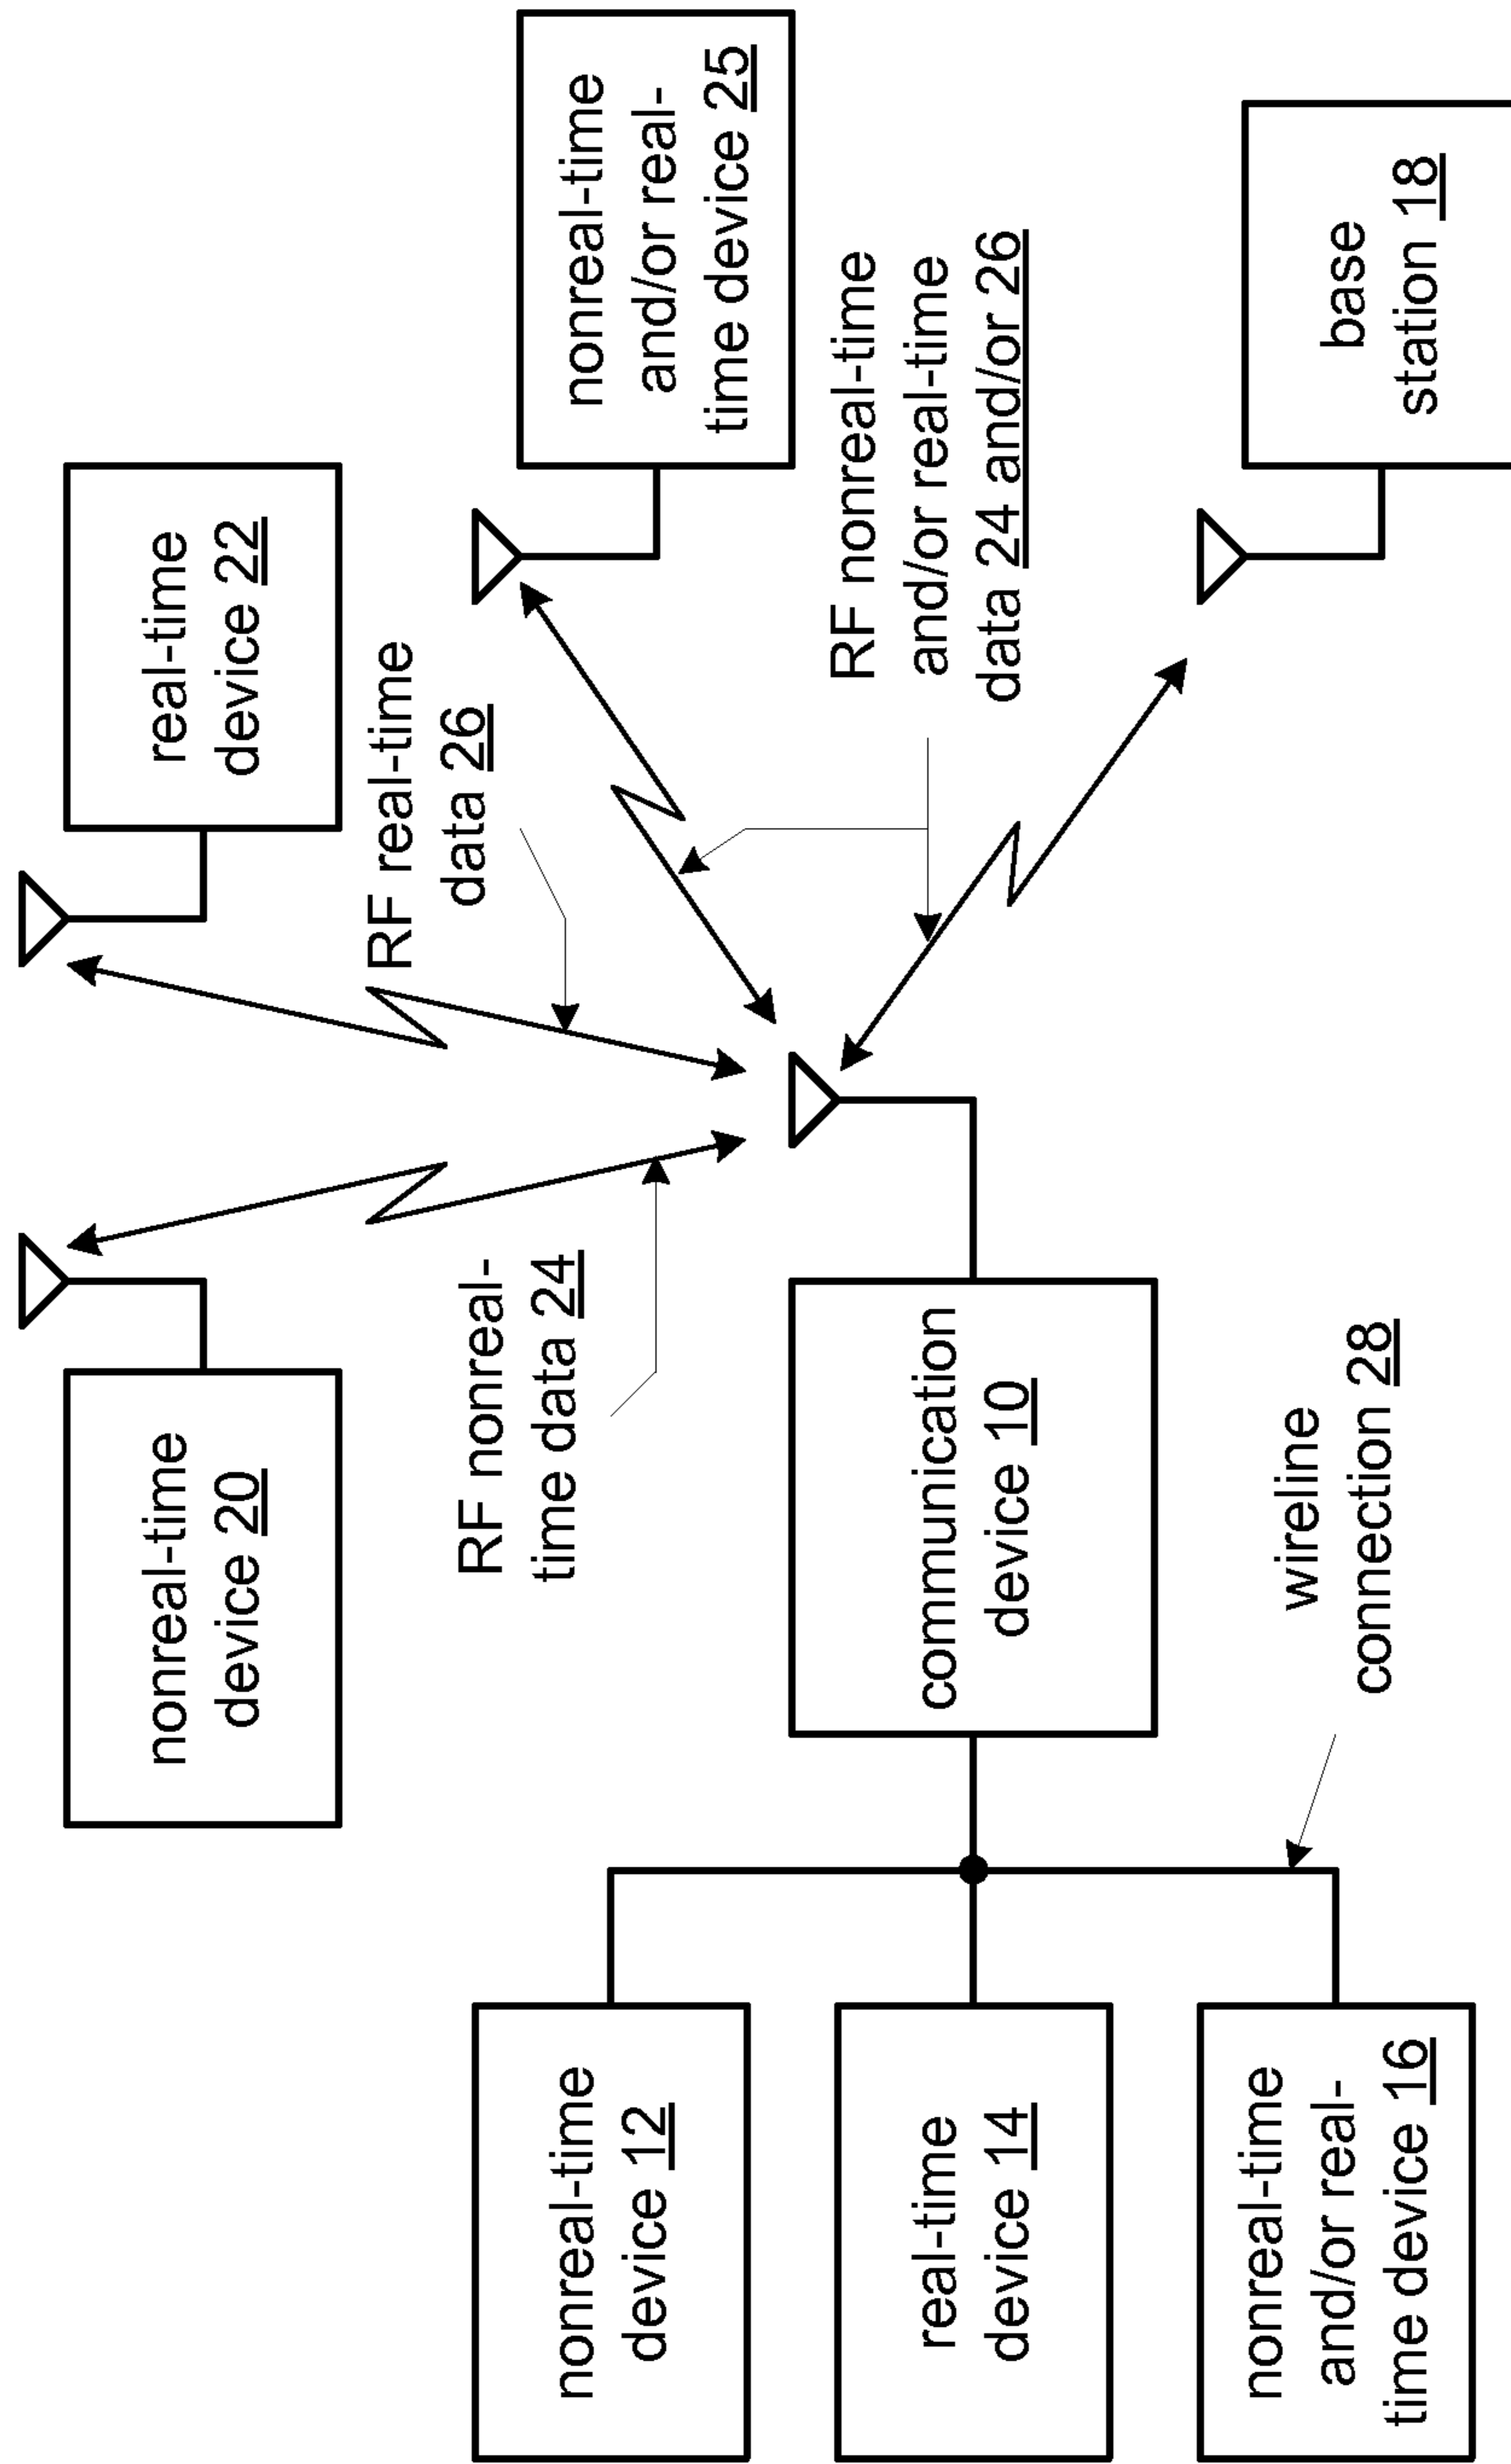 nonreal-time
device 20
real-time
device 22
RF real-time
data 26
RF nonreal-
time data 24
nonreal-time
and/or real-
time device 25
nonreal-time
device 12
real-time
device 14
nonreal-time
and/or real-
time device 16
communication
device 10
RF nonreal-time
and/or real-time
data 24 and/or 26
wireline
connection 28
base
station 18